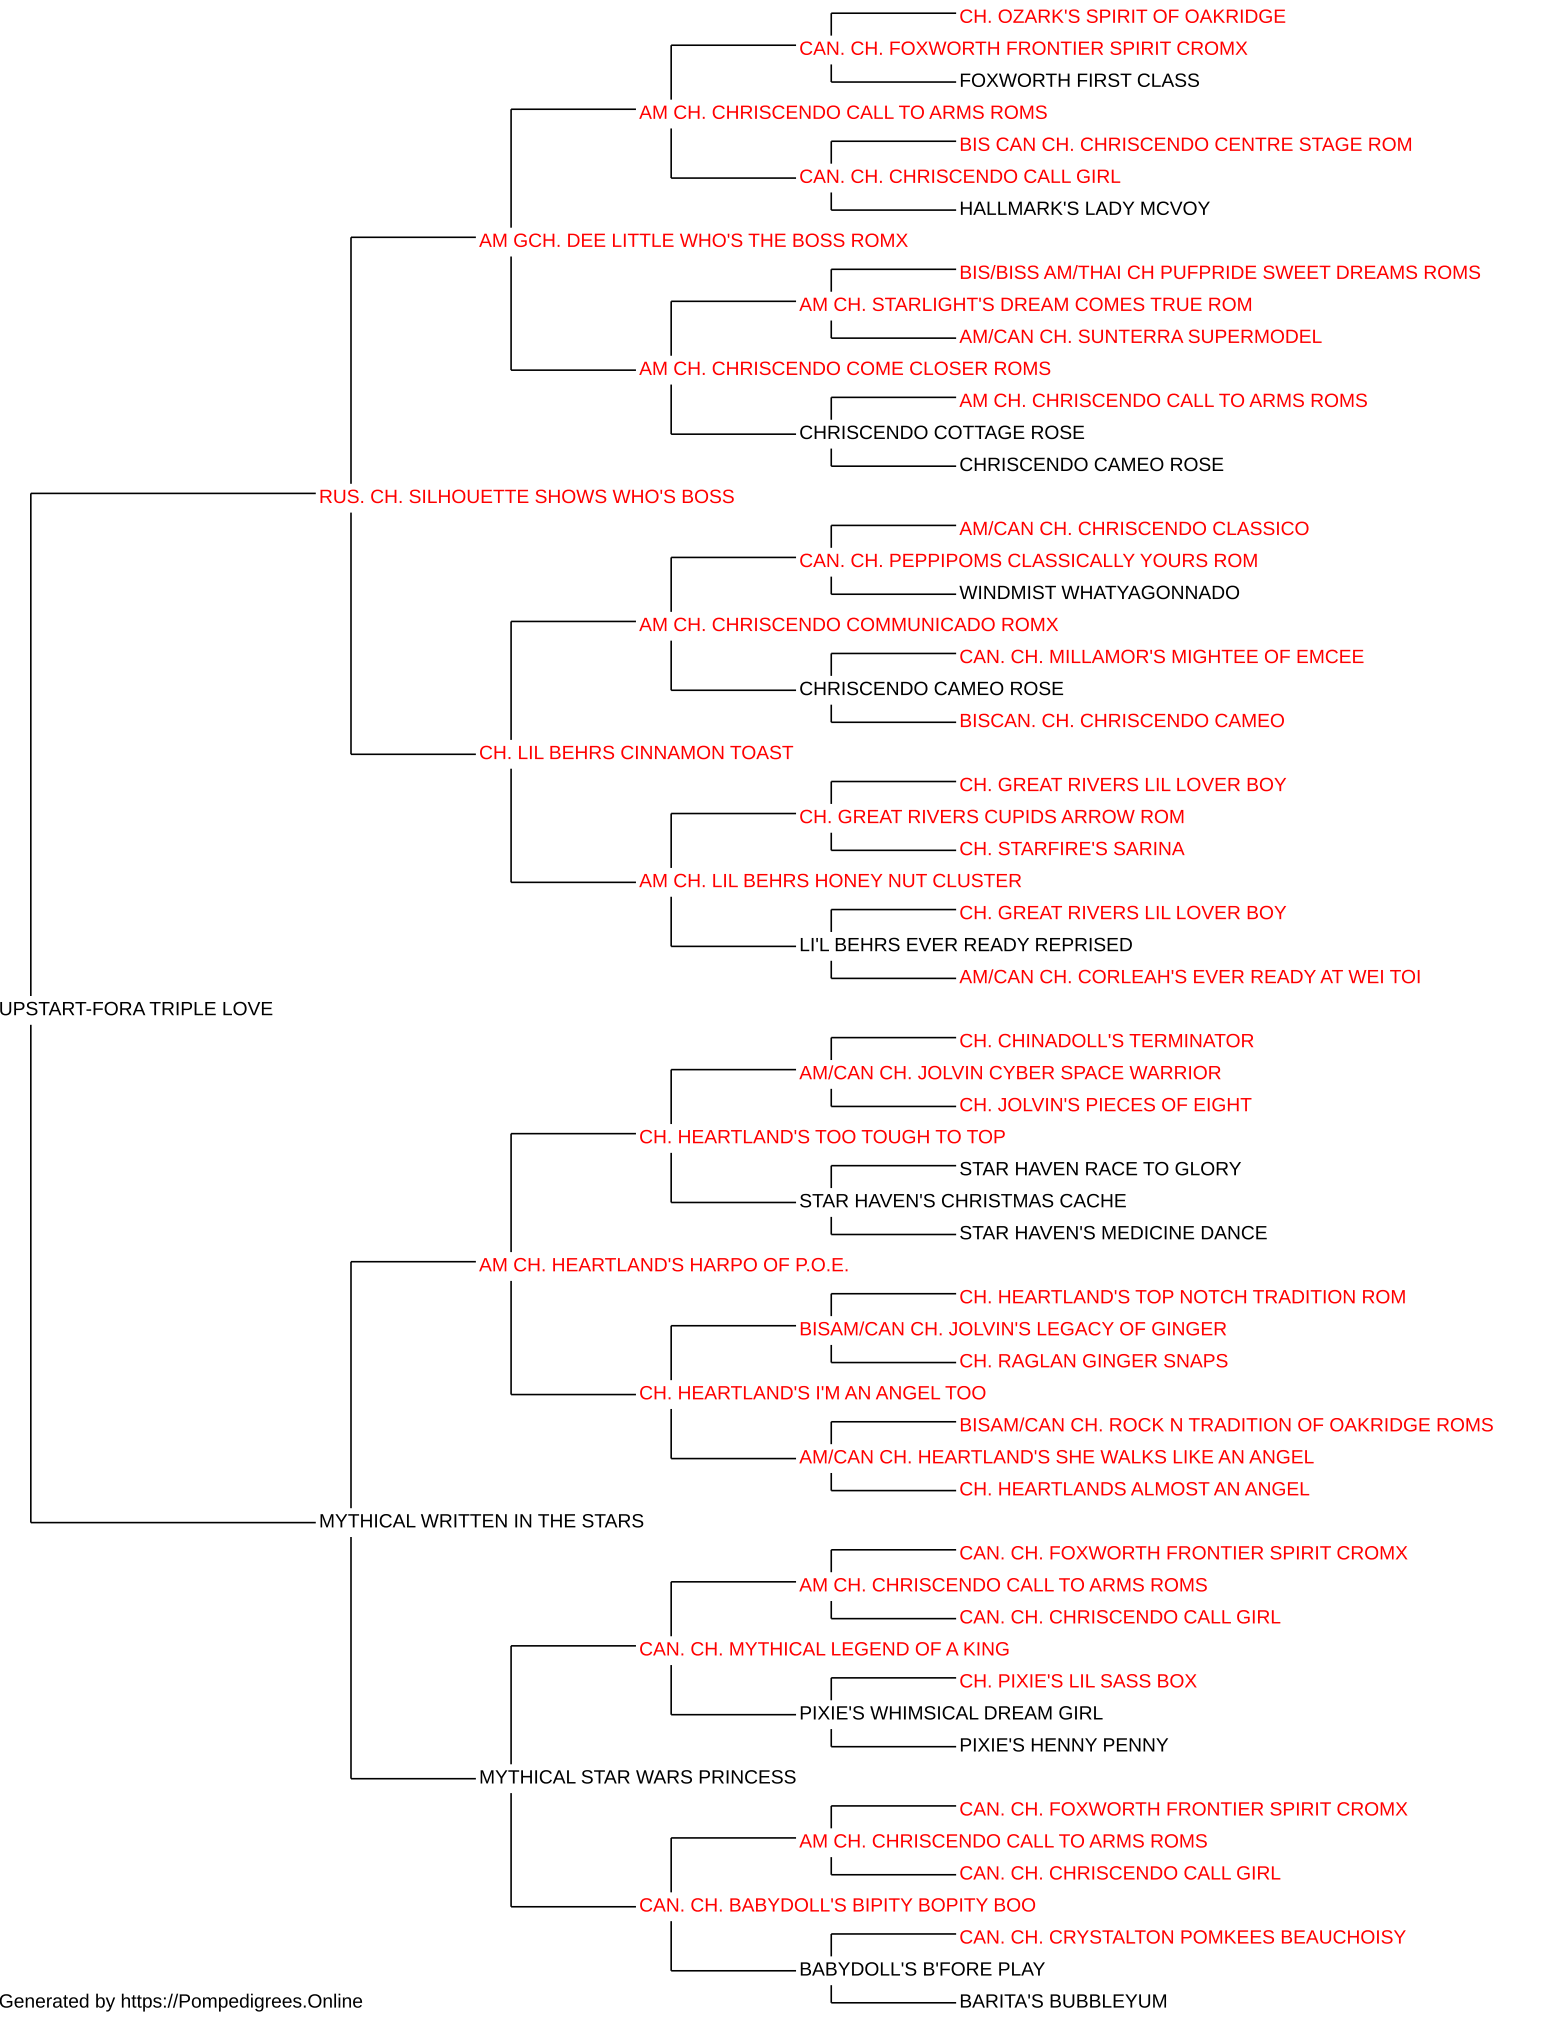 CH. OZARK'S SPIRIT OF OAKRIDGE
CAN. CH. FOXWORTH FRONTIER SPIRIT CROMX
FOXWORTH FIRST CLASS
AM CH. CHRISCENDO CALL TO ARMS ROMS
BIS CAN CH. CHRISCENDO CENTRE STAGE ROM
CAN. CH. CHRISCENDO CALL GIRL
HALLMARK'S LADY MCVOY
AM GCH. DEE LITTLE WHO'S THE BOSS ROMX
BIS/BISS AM/THAI CH PUFPRIDE SWEET DREAMS ROMS
AM CH. STARLIGHT'S DREAM COMES TRUE ROM
AM/CAN CH. SUNTERRA SUPERMODEL
AM CH. CHRISCENDO COME CLOSER ROMS
AM CH. CHRISCENDO CALL TO ARMS ROMS
CHRISCENDO COTTAGE ROSE
CHRISCENDO CAMEO ROSE
RUS. CH. SILHOUETTE SHOWS WHO'S BOSS
AM/CAN CH. CHRISCENDO CLASSICO
CAN. CH. PEPPIPOMS CLASSICALLY YOURS ROM
WINDMIST WHATYAGONNADO
AM CH. CHRISCENDO COMMUNICADO ROMX
CAN. CH. MILLAMOR'S MIGHTEE OF EMCEE
CHRISCENDO CAMEO ROSE
BISCAN. CH. CHRISCENDO CAMEO
CH. LIL BEHRS CINNAMON TOAST
CH. GREAT RIVERS LIL LOVER BOY
CH. GREAT RIVERS CUPIDS ARROW ROM
CH. STARFIRE'S SARINA
AM CH. LIL BEHRS HONEY NUT CLUSTER
CH. GREAT RIVERS LIL LOVER BOY
LI'L BEHRS EVER READY REPRISED
AM/CAN CH. CORLEAH'S EVER READY AT WEI TOI
UPSTART-FORA TRIPLE LOVE
CH. CHINADOLL'S TERMINATOR
AM/CAN CH. JOLVIN CYBER SPACE WARRIOR
CH. JOLVIN'S PIECES OF EIGHT
CH. HEARTLAND'S TOO TOUGH TO TOP
STAR HAVEN RACE TO GLORY
STAR HAVEN'S CHRISTMAS CACHE
STAR HAVEN'S MEDICINE DANCE
AM CH. HEARTLAND'S HARPO OF P.O.E.
CH. HEARTLAND'S TOP NOTCH TRADITION ROM
BISAM/CAN CH. JOLVIN'S LEGACY OF GINGER
CH. RAGLAN GINGER SNAPS
CH. HEARTLAND'S I'M AN ANGEL TOO
BISAM/CAN CH. ROCK N TRADITION OF OAKRIDGE ROMS
AM/CAN CH. HEARTLAND'S SHE WALKS LIKE AN ANGEL
CH. HEARTLANDS ALMOST AN ANGEL
MYTHICAL WRITTEN IN THE STARS
CAN. CH. FOXWORTH FRONTIER SPIRIT CROMX
AM CH. CHRISCENDO CALL TO ARMS ROMS
CAN. CH. CHRISCENDO CALL GIRL
CAN. CH. MYTHICAL LEGEND OF A KING
CH. PIXIE'S LIL SASS BOX
PIXIE'S WHIMSICAL DREAM GIRL
PIXIE'S HENNY PENNY
MYTHICAL STAR WARS PRINCESS
CAN. CH. FOXWORTH FRONTIER SPIRIT CROMX
AM CH. CHRISCENDO CALL TO ARMS ROMS
CAN. CH. CHRISCENDO CALL GIRL
CAN. CH. BABYDOLL'S BIPITY BOPITY BOO
CAN. CH. CRYSTALTON POMKEES BEAUCHOISY
BABYDOLL'S B'FORE PLAY
BARITA'S BUBBLEYUM
Generated by https://Pompedigrees.Online